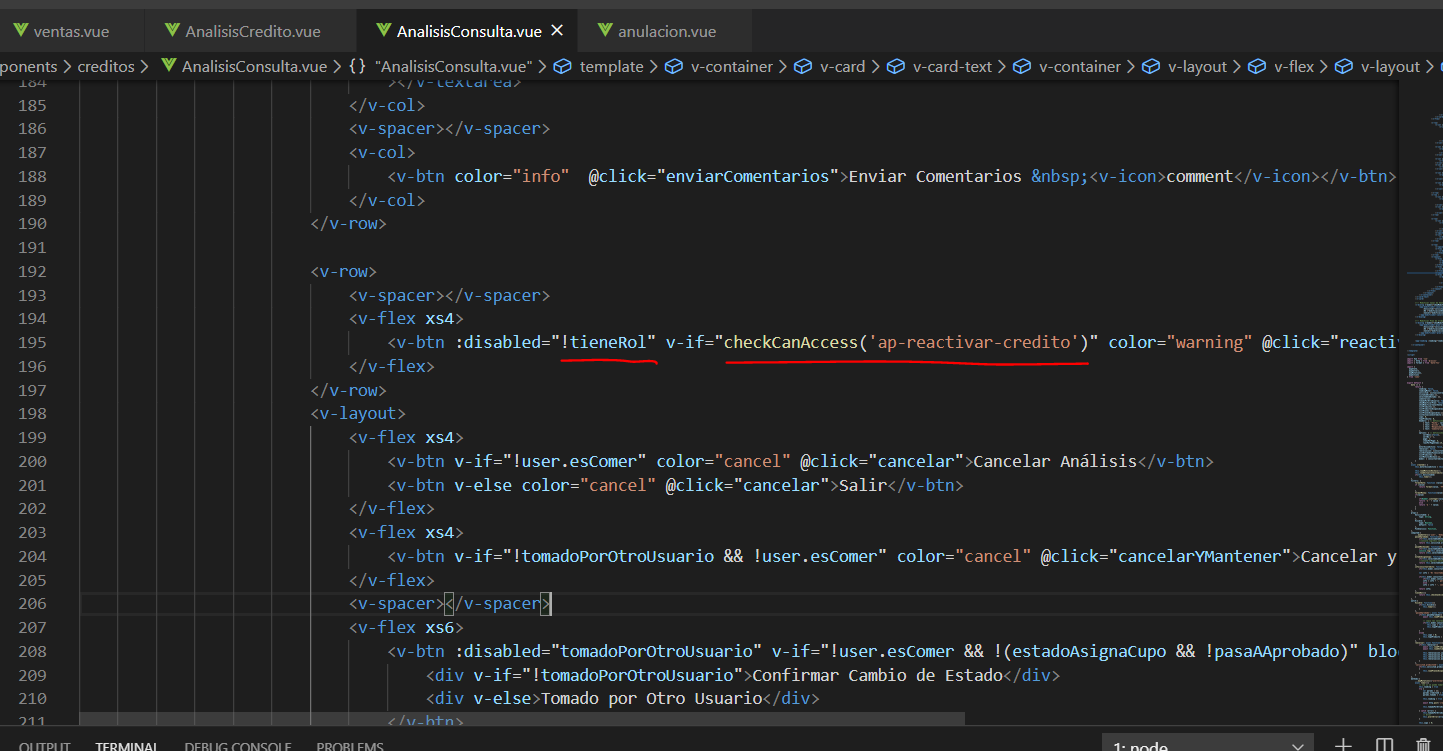 ventas.vue AnalisisCredito.vue AnalisisConsulta.vue × anulacion.vue
ponents > creditos > AnalisisConsulta.vue > {} "AnalisisConsulta.vue" > template > v-container > v-card > v-card-text > v-container > v-layout > v-flex > v-layout >
184 ></v-textarea>
185 </v-col>
186 <v-spacer></v-spacer>
187 <v-col>
188 <v-btn color="info"  @click="enviarComentarios">Enviar Comentarios &nbsp;<v-icon>comment</v-icon></v-btn>
189 </v-col>
190 </v-row>
191
192 <v-row>
193 <v-spacer></v-spacer>
194 <v-flex xs4>
195 <v-btn :disabled="!tieneRol" v-if="checkCanAccess('ap-reactivar-credito')" color="warning" @click="reacti
196 </v-flex>
197 </v-row>
198 <v-layout>
199 <v-flex xs4>
200 <v-btn v-if="!user.esComer" color="cancel" @click="cancelar">Cancelar Análisis</v-btn>
201 <v-btn v-else color="cancel" @click="cancelar">Salir</v-btn>
202 </v-flex>
203 <v-flex xs4>
204 <v-btn v-if="!tomadoPorOtroUsuario && !user.esComer" color="cancel" @click="cancelarYMantener">Cancelar y
205 </v-flex>
206 <v-spacer></v-spacer>
207 <v-flex xs6>
208 <v-btn :disabled="tomadoPorOtroUsuario" v-if="!user.esComer && !(estadoAsignaCupo && !pasaAAprobado)" blo
209 <div v-if="!tomadoPorOtroUsuario">Confirmar Cambio de Estado</div>
210 <div v-else>Tomado por Otro Usuario</div>
211 </v-btn>
OUTPUT TERMINAL DEBUG CONSOLE PROBLEMS 1: node